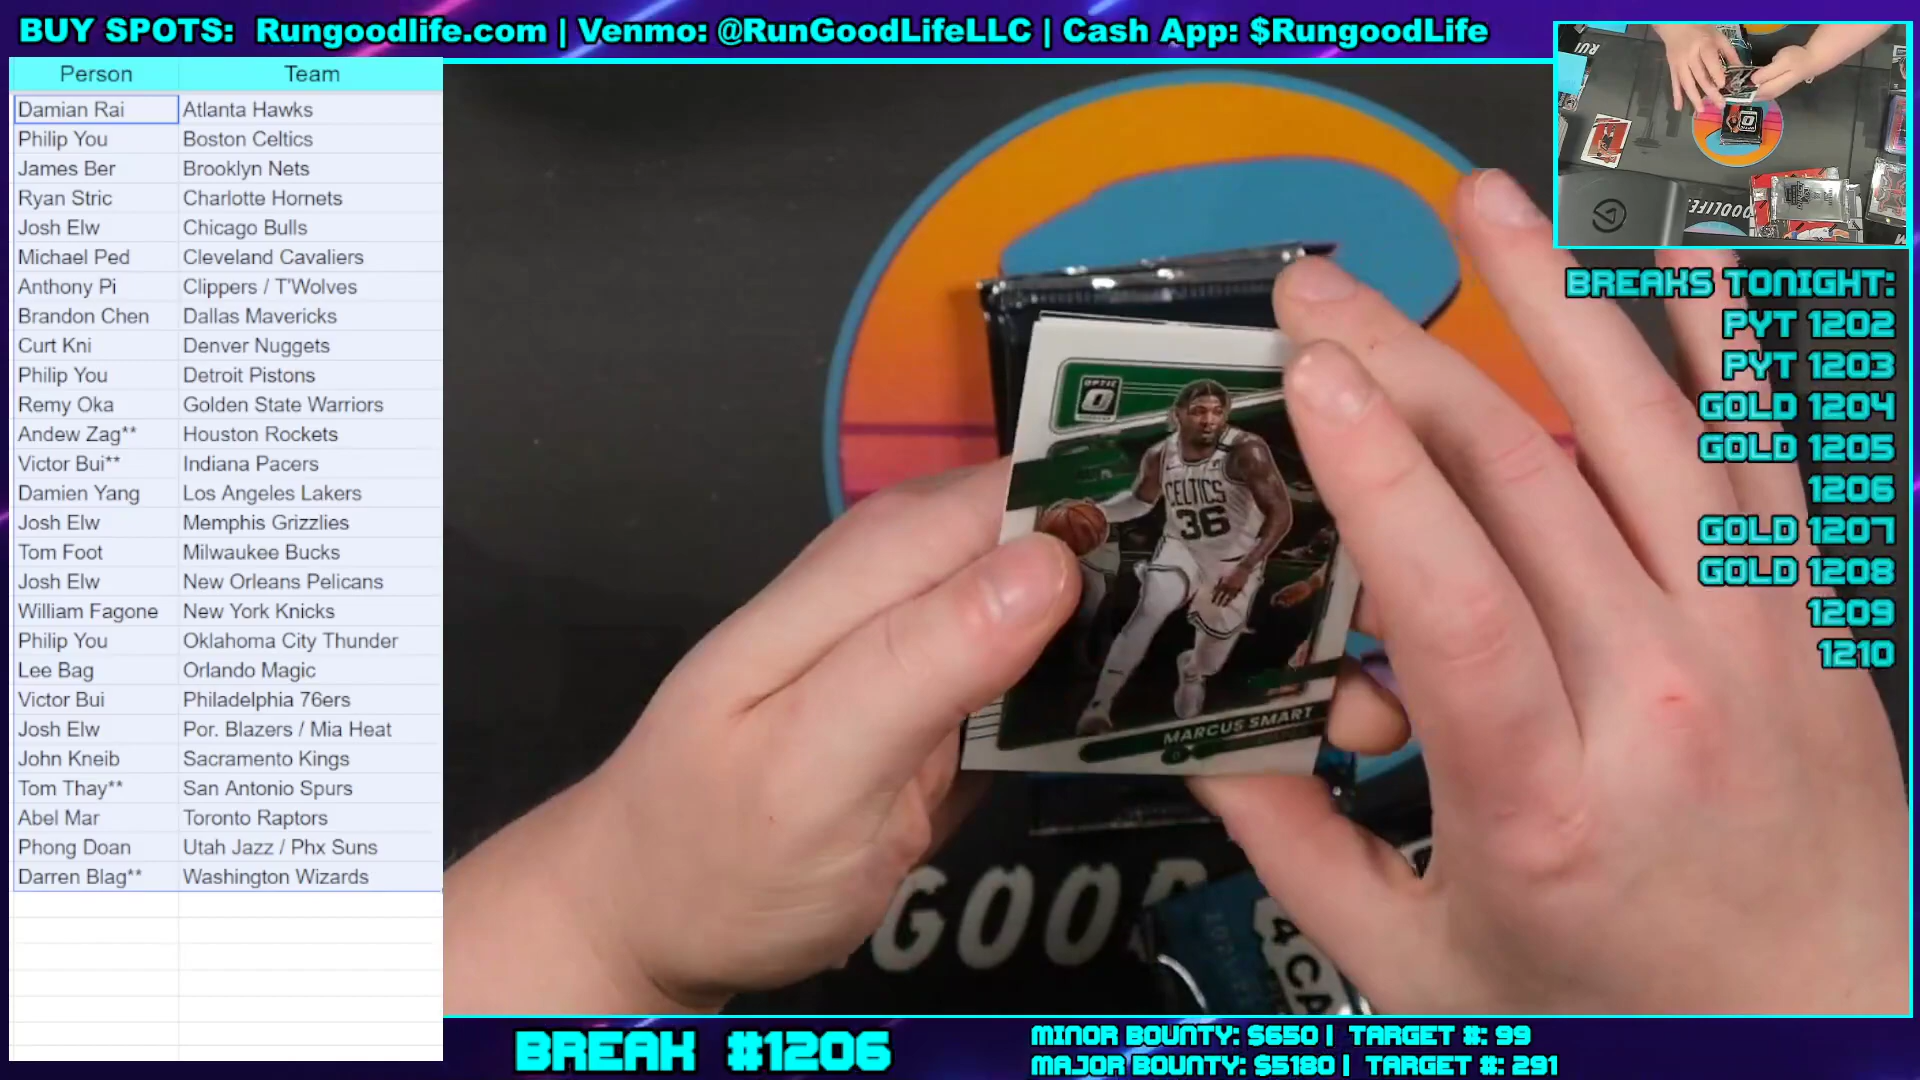 BUY SPOTS: Rungoodlife.com | Venmo: @RunGoodLifeLLC | Cash App: $RungoodLife
Person Team
Damian Rai Atlanta Hawks
Philip You Boston Celtics
James Ber Brooklyn Nets
Ryan Stric Charlotte Hornets
Josh Elw Chicago Bulls
Michael Ped Cleveland Cavaliers
Anthony Pi Clippers / T'Wolves
Brandon Chen Dallas Mavericks
Curt Kni Denver Nuggets
Philip You Detroit Pistons
Remy Oka Golden State Warriors
Andew Zag** Houston Rockets
Victor Bui** Indiana Pacers
Damien Yang Los Angeles Lakers
Josh Elw Memphis Grizzlies
Tom Foot Milwaukee Bucks
Josh Elw New Orleans Pelicans
William Fagone New York Knicks
Philip You Oklahoma City Thunder
Lee Bag Orlando Magic
Victor Bui Philadelphia 76ers
Josh Elw Por. Blazers / Mia Heat
John Kneib Sacramento Kings
Tom Thay** San Antonio Spurs
Abel Mar Toronto Raptors
Phong Doan Utah Jazz / Phx Suns
Darren Blag** Washington Wizards
OPTIC
CELTICS
36
MARCUS SMART
GOOD
4 CA
BREAKS TONIGHT:
PYT 1202
PYT 1203
GOLD 1204
GOLD 1205
1206
GOLD 1207
GOLD 1208
1209
1210
BREAK #1206
MINOR BOUNTY: $650 | TARGET #: 99
MAJOR BOUNTY: $5180 | TARGET #: 291